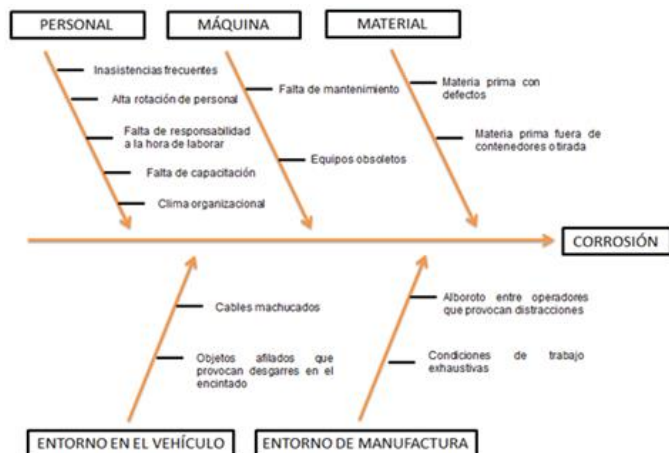 PERSONAL
MÁQUINA
MATERIAL
Inasistencias frecuentes
Alta rotación de personal
Falta de responsabilidad
a la hora de laborar
Falta de capacitación
Clima organizacional
Falta de mantenimiento
Equipos obsoletos
Materia prima con
defectos
Materia prima fuera de
contenedores o tirada
CORROSIÓN
Cables machucados
Objetos afilados que
provocan desgarres en el
encintado
Alboroto entre operadores
que provocan distracciones
Condiciones de trabajo
exhaustivas
ENTORNO EN EL VEHÍCULO
ENTORNO DE MANUFACTURA